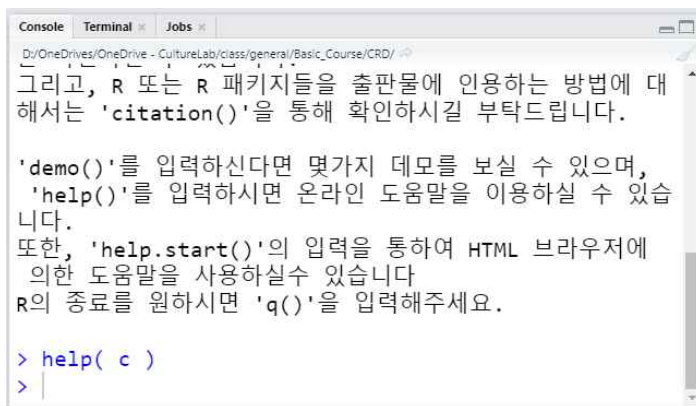 Console Terminal × Jobs ×
D:/OneDrives/OneDrive - CultureLab/class/general/Basic_Course/CRD/
그리고, R 또는 R 패키지들을 출판물에 인용하는 방법에 대
해서는 'citation()'을 통해 확인하시길 부탁드립니다.
'demo()'를 입력하신다면 몇가지 데모를 보실 수 있으며,
'help()'를 입력하시면 온라인 도움말을 이용하실 수 있습
니다.
또한, 'help.start()'의 입력을 통하여 HTML 브라우저에
의한 도움말을 사용하실수 있습니다
R의 종료를 원하시면 'q()'을 입력해주세요.
> help( c )
>